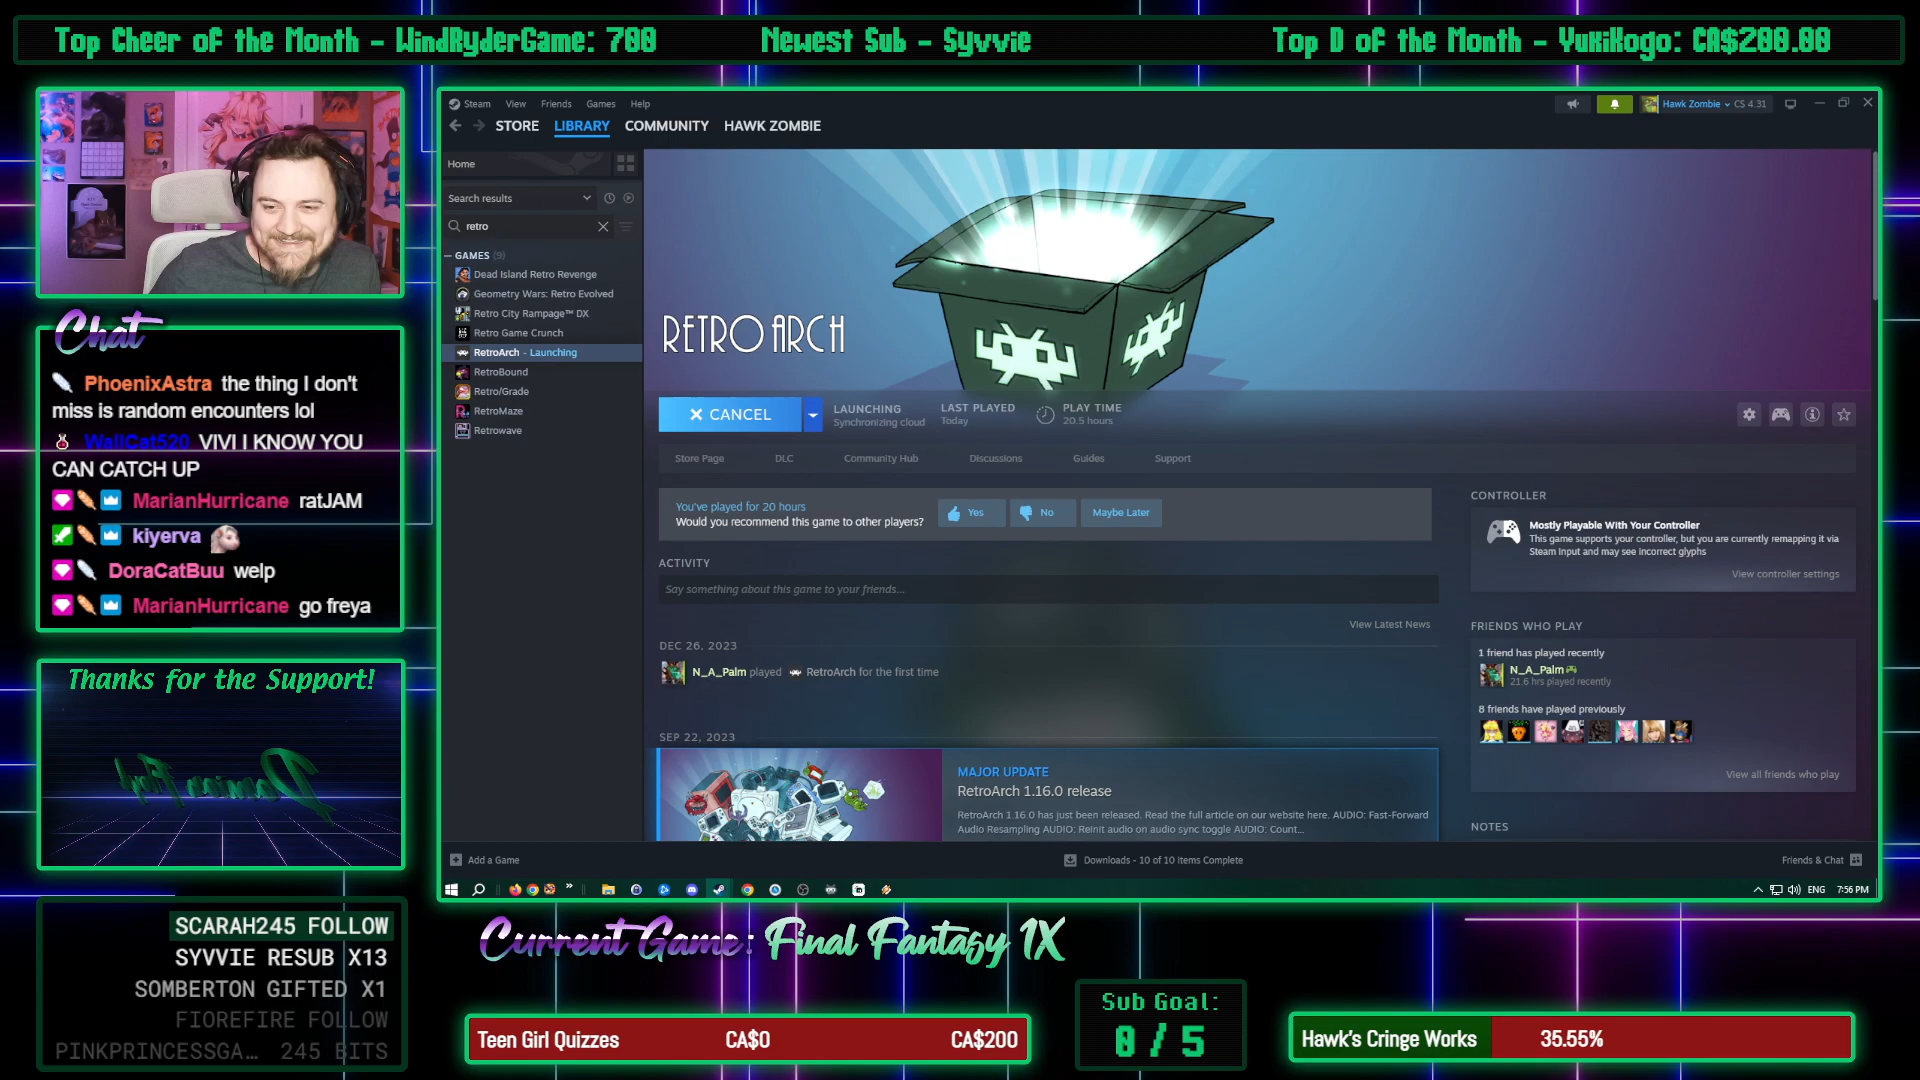 Top Cheer of the Month - WindRyderGame: 700
Newest Sub - Syvvie
Top D of the Month - YukiKogo: CA$200.00
Steam View Friends Games Help
Hawk Zombie C$ 4.31
STORE LIBRARY COMMUNITY HAWK ZOMBIE
Home
Search results
retro
GAMES (9)
Dead Island Retro Revenge
Geometry Wars: Retro Evolved
Retro City Rampage™ DX
Retro Game Crunch
RetroArch - Launching
RetroBound
Retro/Grade
RetroMaze
Retrowave
RETROARCH
CANCEL
LAUNCHING
Synchronizing cloud
LAST PLAYED
Today
PLAY TIME
20.5 hours
Store Page DLC Community Hub Discussions Guides Support
You've played for 20 hours
Would you recommend this game to other players?
Yes No Maybe Later
ACTIVITY
Say something about this game to your friends...
View Latest News
DEC 26, 2023
N_A_Palm played RetroArch for the first time
SEP 22, 2023
MAJOR UPDATE
RetroArch 1.16.0 release
RetroArch 1.16.0 has just been released. Read the full article on our website here. AUDIO: Fast-Forward
Audio Resampling AUDIO: Reinit audio on audio sync toggle AUDIO: Count...
CONTROLLER
Mostly Playable With Your Controller
This game supports your controller, but you are currently remapping it via
Steam Input and may see incorrect glyphs
View controller settings
FRIENDS WHO PLAY
1 friend has played recently
N_A_Palm
21.6 hrs played recently
8 friends have played previously
View all friends who play
NOTES
Add a Game
Downloads - 10 of 10 Items Complete
Friends & Chat
ENG 7:56 PM
Chat
PhoenixAstra the thing I don't
miss is random encounters lol
WallCat520 VIVI I KNOW YOU
CAN CATCH UP
MarianHurricane ratJAM
kiyerva
DoraCatBuu welp
MarianHurricane go freya
Thanks for the Support!
SCARAH245 FOLLOW
SYVVIE RESUB X13
SOMBERTON GIFTED X1
FIOREFIRE FOLLOW
PINKPRINCESSGA… 245 BITS
Current Game: Final Fantasy IX
Teen Girl Quizzes CA$0 CA$200
Sub Goal:
0 / 5
Hawk's Cringe Works 35.55%